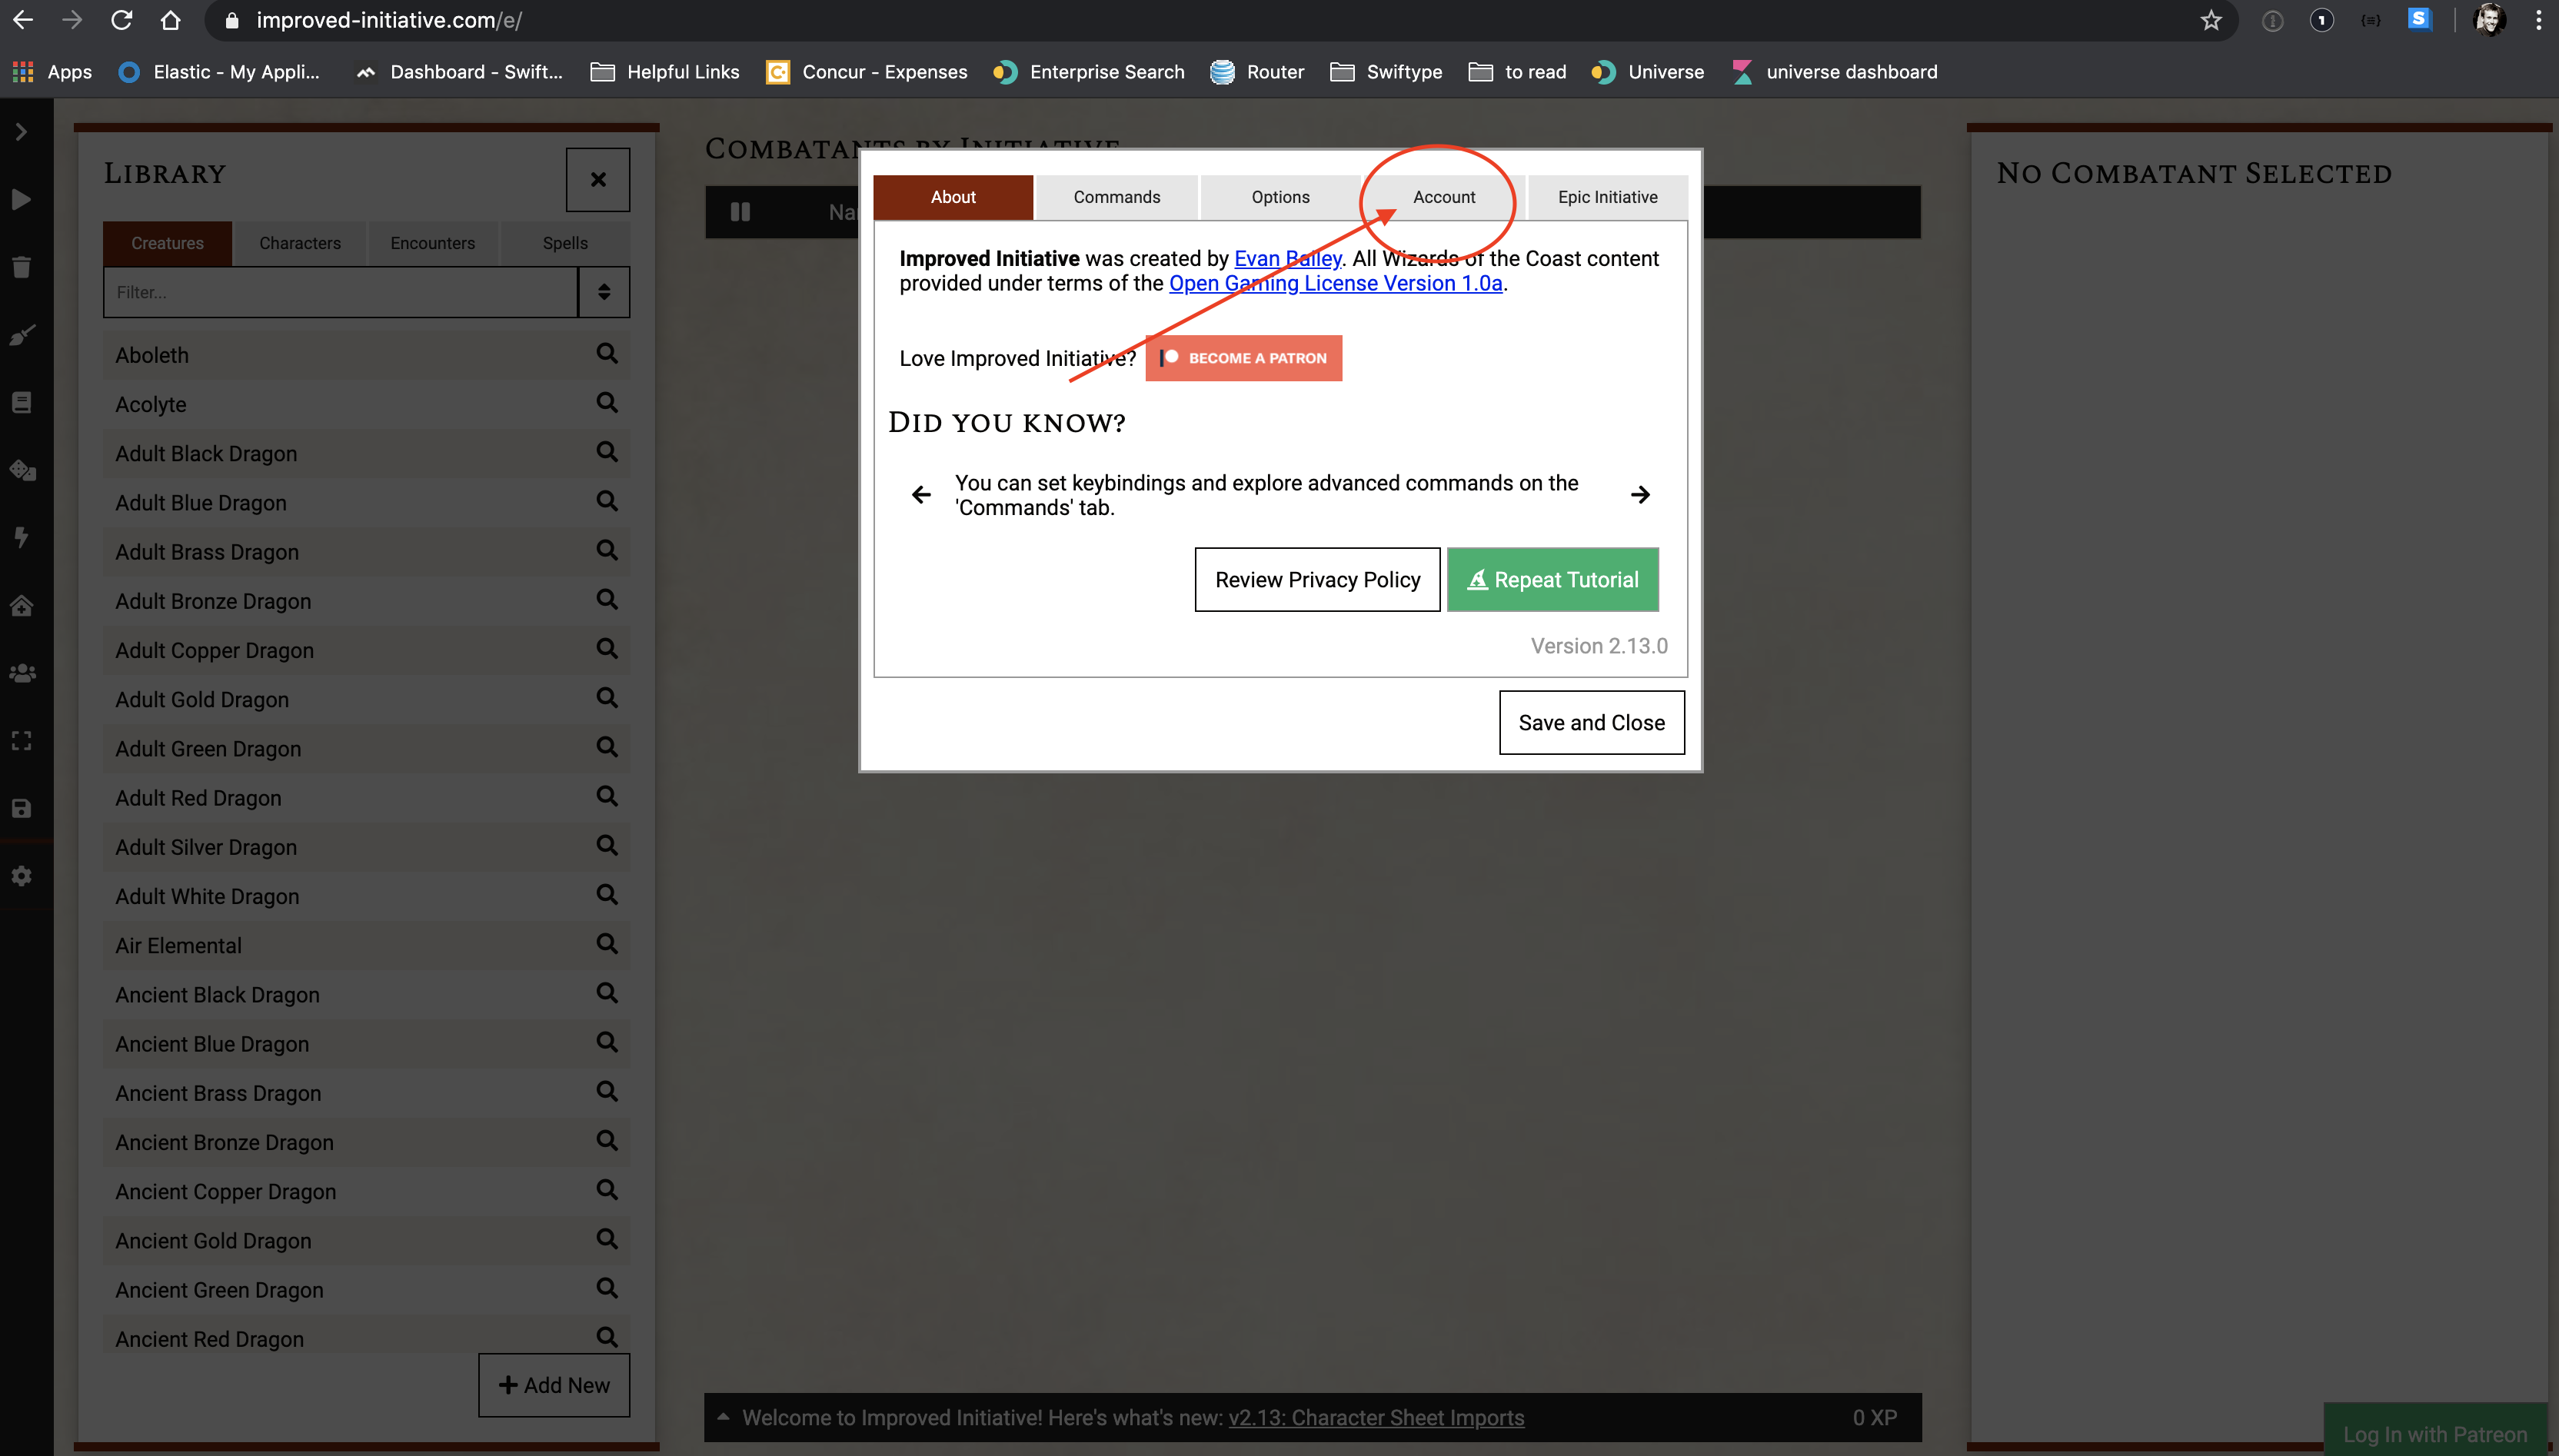 improved-initiative.com/e/
Apps
Elastic - My Appli...
Dashboard - Swift...
Helpful Links
Concur - Expenses
Enterprise Search
Router
Swiftype
to read
Universe
universe dashboard
LIBRARY
Creatures
Characters
Encounters
Spells
Filter...
Aboleth
Acolyte
Adult Black Dragon
Adult Blue Dragon
Adult Brass Dragon
Adult Bronze Dragon
Adult Copper Dragon
Adult Gold Dragon
Adult Green Dragon
Adult Red Dragon
Adult Silver Dragon
Adult White Dragon
Air Elemental
Ancient Black Dragon
Ancient Blue Dragon
Ancient Brass Dragon
Ancient Bronze Dragon
Ancient Copper Dragon
Ancient Gold Dragon
Ancient Green Dragon
Ancient Red Dragon
Add New
COMBATANTS BY INITIATIVE
About
Commands
Options
Account
Epic Initiative
Improved Initiative was created by Evan Bailey. All Wizards of the Coast content
provided under terms of the Open Gaming License Version 1.0a.
Love Improved Initiative?
BECOME A PATRON
DID YOU KNOW?
You can set keybindings and explore advanced commands on the
'Commands' tab.
Review Privacy Policy
Repeat Tutorial
Version 2.13.0
Save and Close
Welcome to Improved Initiative! Here's what's new: v2.13: Character Sheet Imports
0 XP
NO COMBATANT SELECTED
Log In with Patreon